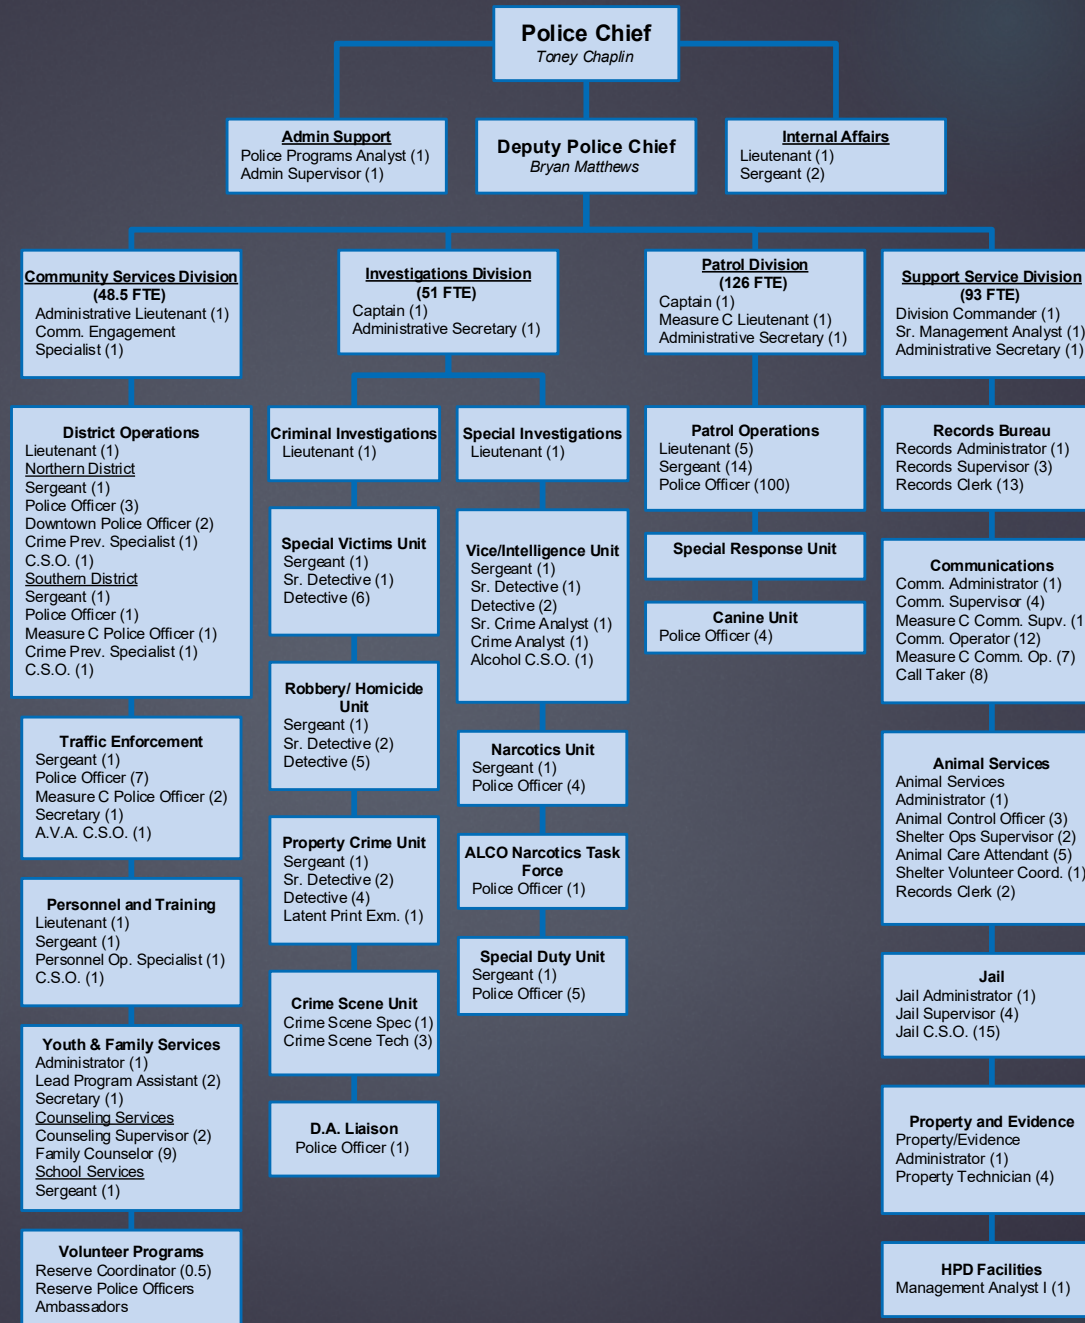 Police Chief
Toney Chaplin
Admin Support
Police Programs Analyst (1)
Admin Supervisor (1)
Deputy Police Chief
Bryan Matthews
Internal Affairs
Lieutenant (1)
Sergeant (2)
Community Services Division
(48.5 FTE)
Administrative Lieutenant (1)
Comm. Engagement
Specialist (1)
Investigations Division
(51 FTE)
Captain (1)
Administrative Secretary (1)
Patrol Division
(126 FTE)
Captain (1)
Measure C Lieutenant (1)
Administrative Secretary (1)
Support Service Division
(93 FTE)
Division Commander (1)
Sr. Management Analyst (1)
Administrative Secretary (1)
District Operations
Lieutenant (1)
Northern District
Sergeant (1)
Police Officer (3)
Downtown Police Officer (2)
Crime Prev. Specialist (1)
C.S.O. (1)
Southern District
Sergeant (1)
Police Officer (1)
Measure C Police Officer (1)
Crime Prev. Specialist (1)
C.S.O. (1)
Traffic Enforcement
Sergeant (1)
Police Officer (7)
Measure C Police Officer (2)
Secretary (1)
A.V.A. C.S.O. (1)
Personnel and Training
Lieutenant (1)
Sergeant (1)
Personnel Op. Specialist (1)
C.S.O. (1)
Youth & Family Services
Administrator (1)
Lead Program Assistant (2)
Secretary (1)
Counseling Services
Counseling Supervisor (2)
Family Counselor (9)
School Services
Sergeant (1)
Volunteer Programs
Reserve Coordinator (0.5)
Reserve Police Officers
Ambassadors
Criminal Investigations
Lieutenant (1)
Special Victims Unit
Sergeant (1)
Sr. Detective (1)
Detective (6)
Robbery/ Homicide
Unit
Sergeant (1)
Sr. Detective (2)
Detective (5)
Property Crime Unit
Sergeant (1)
Sr. Detective (2)
Detective (4)
Latent Print Exm. (1)
Crime Scene Unit
Crime Scene Spec (1)
Crime Scene Tech (3)
D.A. Liaison
Police Officer (1)
Special Investigations
Lieutenant (1)
Vice/Intelligence Unit
Sergeant (1)
Sr. Detective (1)
Detective (2)
Sr. Crime Analyst (1)
Crime Analyst (1)
Alcohol C.S.O. (1)
Narcotics Unit
Sergeant (1)
Police Officer (4)
ALCO Narcotics Task
Force
Police Officer (1)
Special Duty Unit
Sergeant (1)
Police Officer (5)
Patrol Operations
Lieutenant (5)
Sergeant (14)
Police Officer (100)
Special Response Unit
Canine Unit
Police Officer (4)
Records Bureau
Records Administrator (1)
Records Supervisor (3)
Records Clerk (13)
Communications
Comm. Administrator (1)
Comm. Supervisor (4)
Measure C Comm. Supv. (1
Comm. Operator (12)
Measure C Comm. Op. (7)
Call Taker (8)
Animal Services
Animal Services
Administrator (1)
Animal Control Officer (3)
Shelter Ops Supervisor (2)
Animal Care Attendant (5)
Shelter Volunteer Coord. (1)
Records Clerk (2)
Jail
Jail Administrator (1)
Jail Supervisor (4)
Jail C.S.O. (15)
Property and Evidence
Property/Evidence
Administrator (1)
Property Technician (4)
HPD Facilities
Management Analyst I (1)